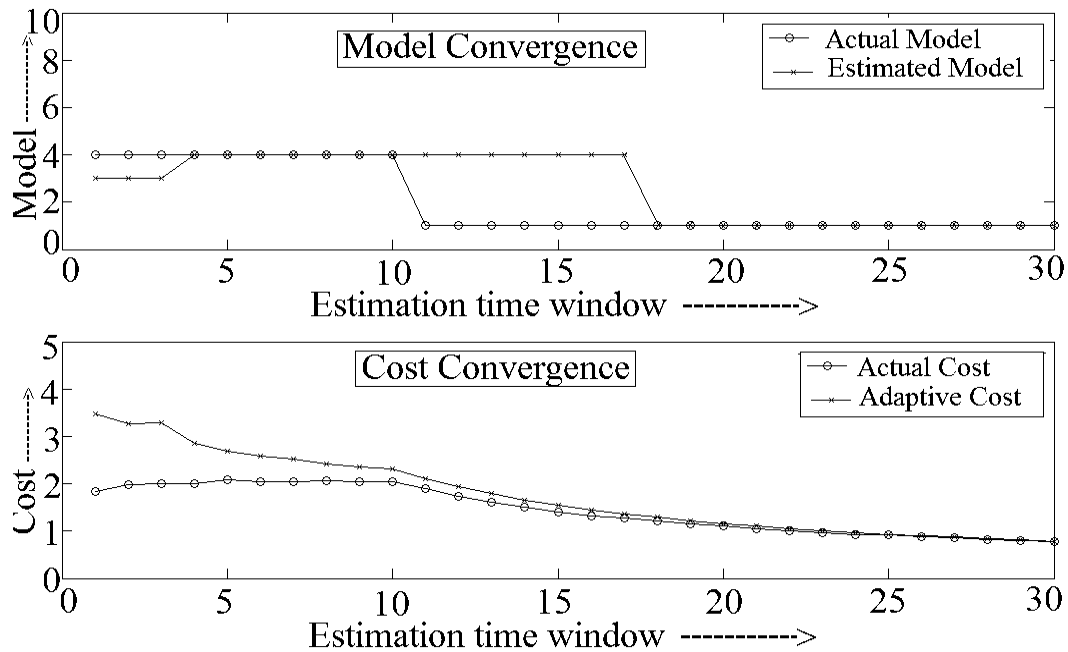 Model Convergence
Actual Model
Estimated Model
10
8
6
4
2
0
Model
0 5 10 15 20 25 30
Estimation time window
Cost Convergence
Actual Cost
Adaptive Cost
5
4
3
2
1
0
Cost
0 5 10 15 20 25 30
Estimation time window